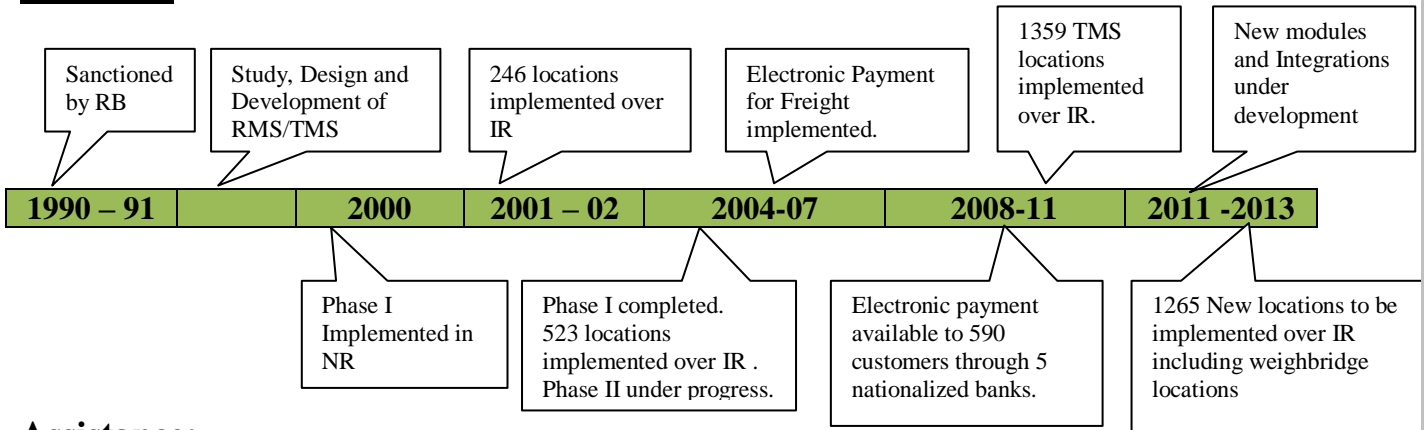 Sanctioned
by RB
Study, Design and
Development of
RMS/TMS
246 locations
implemented over
IR
Electronic Payment
for Freight
implemented.
1359 TMS
locations
implemented
over IR.
New modules
and Integrations
under
development
1990 – 91 2000 2001 – 02 2004-07 2008-11 2011 -2013
Phase I
Implemented in
NR
Phase I completed.
523 locations
implemented over IR .
Phase II under progress.
Electronic payment
available to 590
customers through 5
nationalized banks.
1265 New locations to be
implemented over IR
including weighbridge
locations